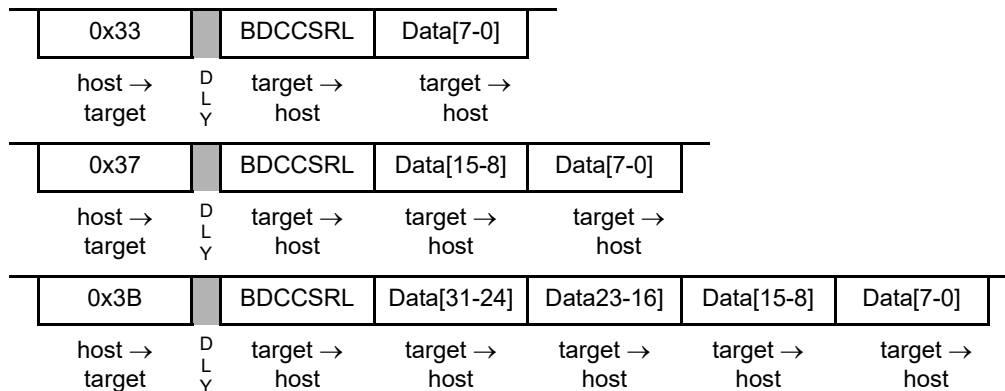 0x33 BDCCSRL Data[7-0]
host → D target → target →
target L host host
Y
0x37 BDCCSRL Data[15-8] Data[7-0]
host → D target → target → target →
target L host host host
Y
0x3B BDCCSRL Data[31-24] Data23-16] Data[15-8] Data[7-0]
host → D target → target → target → target → target →
target L host host host host host
Y